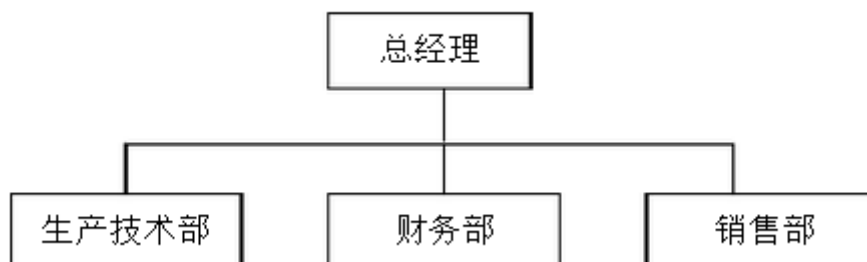 总经理
生产技术部
财务部
销售部